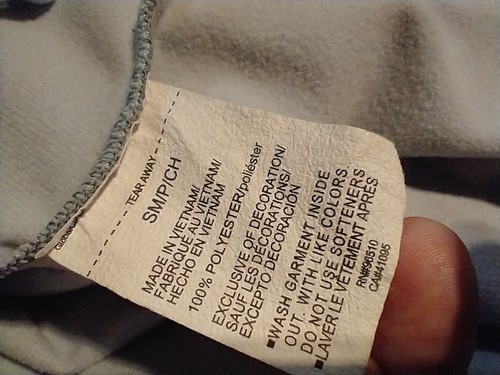 TEAR AWAY
SM/P/CH
MADE IN VIETNAM/
FABRIQUÉ AU VIETNAM/
HECHO EN VIETNAM
100% POLYESTER/poliéster
EXCLUSIVE OF DECORATION/
SAUF LES DÉCORATIONS/
EXCEPTO DECORACIÓN
■WASH GARMENT INSIDE
OUT. WITH LIKE COLORS.
DO NOT USE SOFTENERS
■LAVER LE VÊTEMENT APRÈS
RN#90510
CA#41095